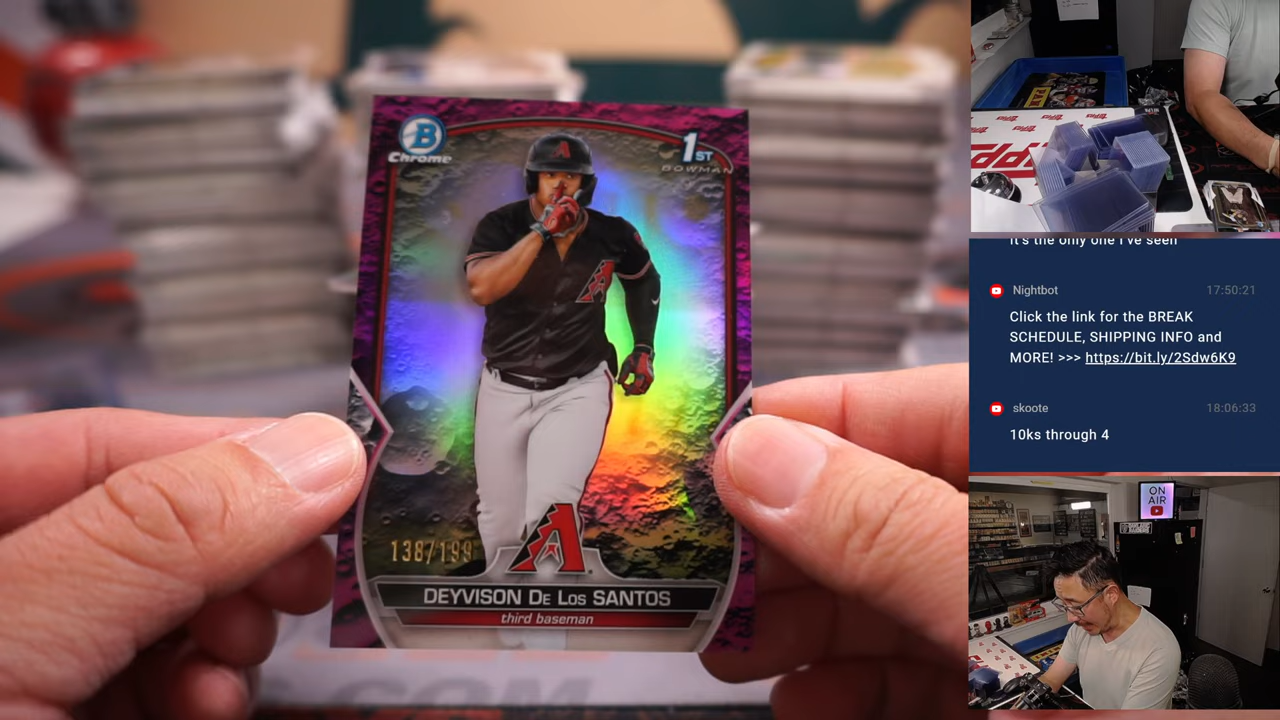 B
Chrome
1ST
BOWMAN
A
138/199
A
DEYVISON DE LOS SANTOS
third baseman
it's the only one I've seen
Nightbot
17:50:21
Click the link for the BREAK
SCHEDULE, SHIPPING INFO and
MORE! >>> https://bit.ly/2Sdw6K9
skoote
18:06:33
10ks through 4
ON
AIR